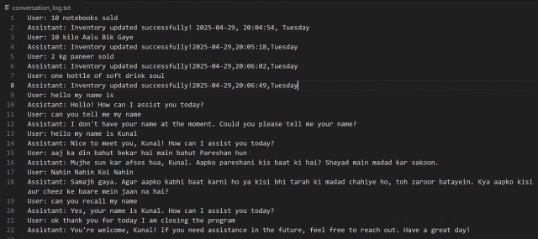 conversation_log.txt
1 User: 10 notebooks sold
2 Assistant: Inventory updated successfully! 2025-04-29, 20:04:54, Tuesday
3 User: 10 kilo Aalu Bik Gaye
4 Assistant: Inventory updated successfully!2025-04-29,20:05:18,Tuesday
5 User: 2 kg paneer sold
6 Assistant: Inventory updated successfully!2025-04-29,20:06:02,Tuesday
7 User: one bottle of soft drink soul
8 Assistant: Inventory updated successfully!2025-04-29,20:06:49,Tuesday
9 User: hello my name is
10 Assistant: Hello! How can I assist you today?
11 User: can you tell me my name
12 Assistant: I don't have your name at the moment. Could you please tell me your name?
13 User: hello my name is Kunal
14 Assistant: Nice to meet you, Kunal! How can I assist you today?
15 User: aaj ka din bahut bekar hai main bahut Pareshan hun
16 Assistant: Mujhe sun kar afsos hua, Kunal. Aapko pareshani kis baat ki hai? Shayad main madad kar sakoon.
17 User: Nahin Nahin Koi Nahin
18 Assistant: Samajh gaya. Agar aapko kabhi baat karni ho ya kisi bhi tarah ki madad chahiye ho, toh zaroor batayein. Kya aapko kisi
aur cheez ke baare mein jaan na hai?
19 User: can you recall my name
20 Assistant: Yes, your name is Kunal. How can I assist you today?
21 User: ok thank you for today I am closing the program
22 Assistant: You're welcome, Kunal! If you need assistance in the future, feel free to reach out. Have a great day!